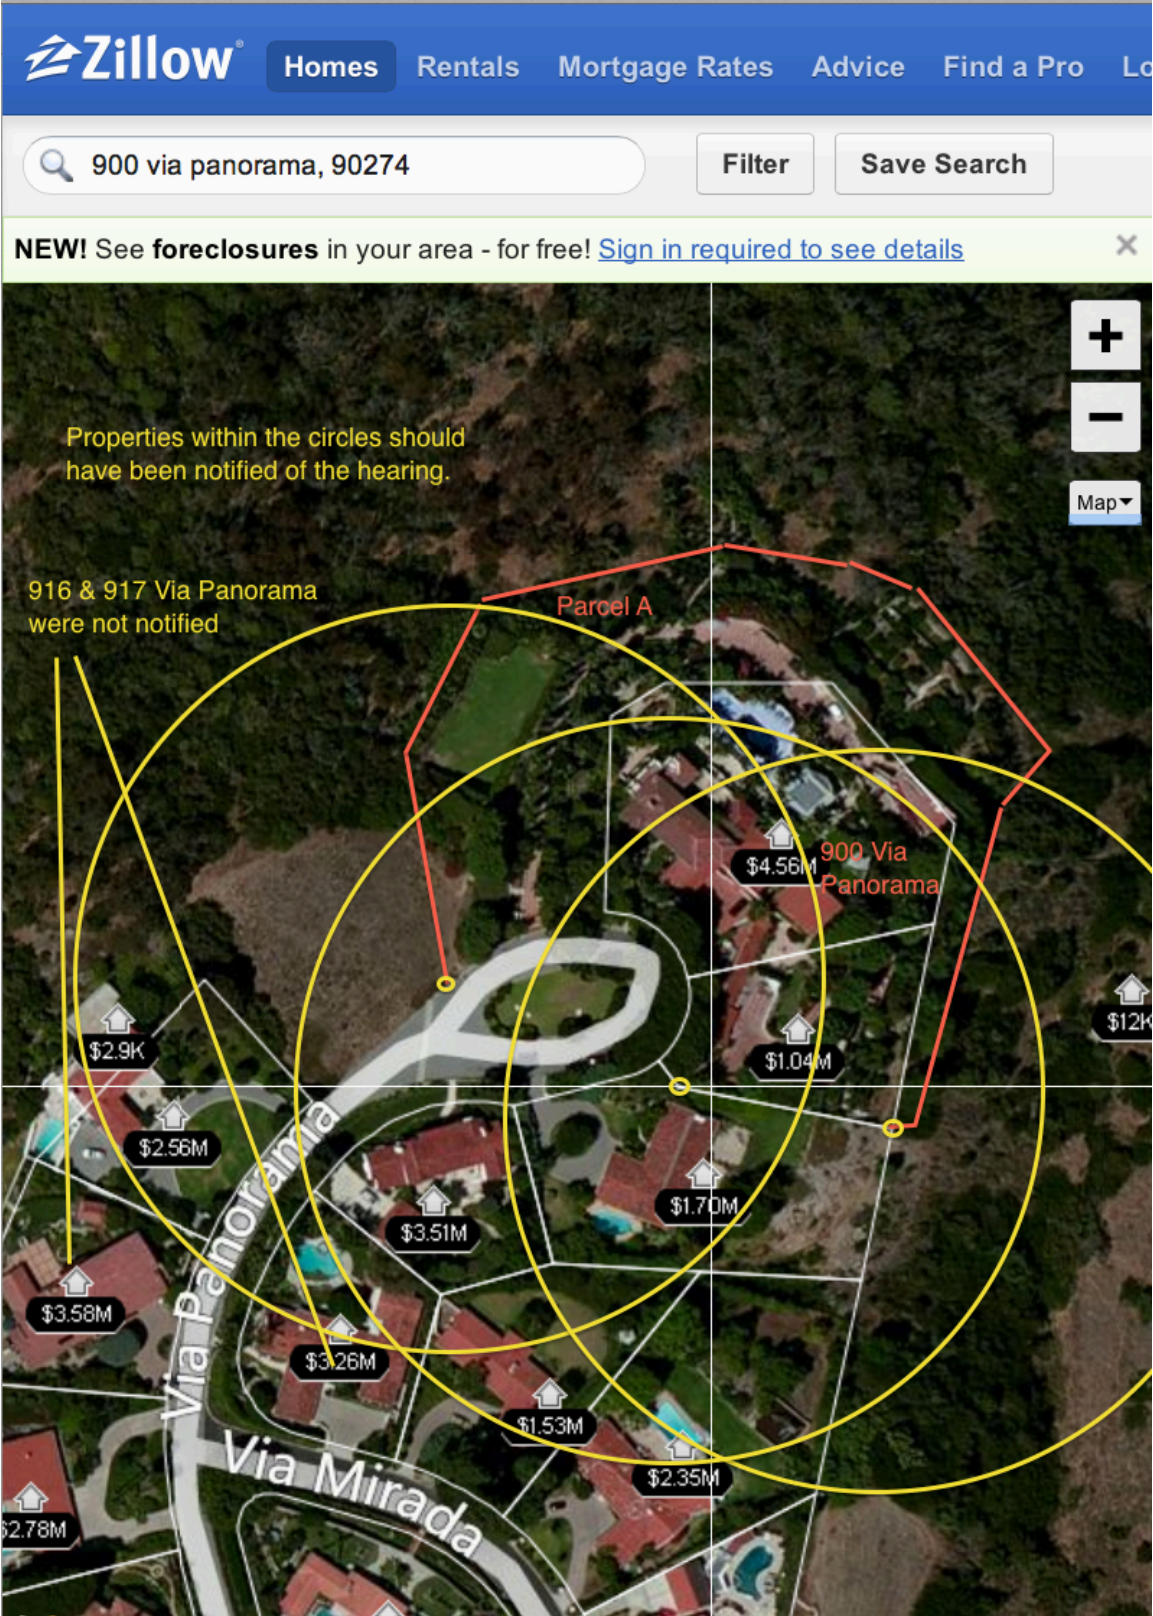 Zillow®
Homes Rentals Mortgage Rates Advice Find a Pro Lo
900 via panorama, 90274 Filter Save Search
NEW! See foreclosures in your area - for free! Sign in required to see details ×
+
−
Properties within the circles should
have been notified of the hearing.
Map
916 & 917 Via Panorama
were not notified
Parcel A
900 Via
Panorama
$4.56M
$12K
$2.9K
$1.04M
$2.56M
$1.70M
$3.51M
$3.58M
$3.26M
Via Panorama
$1.53M
$2.35M
Via Mirada
$2.78M